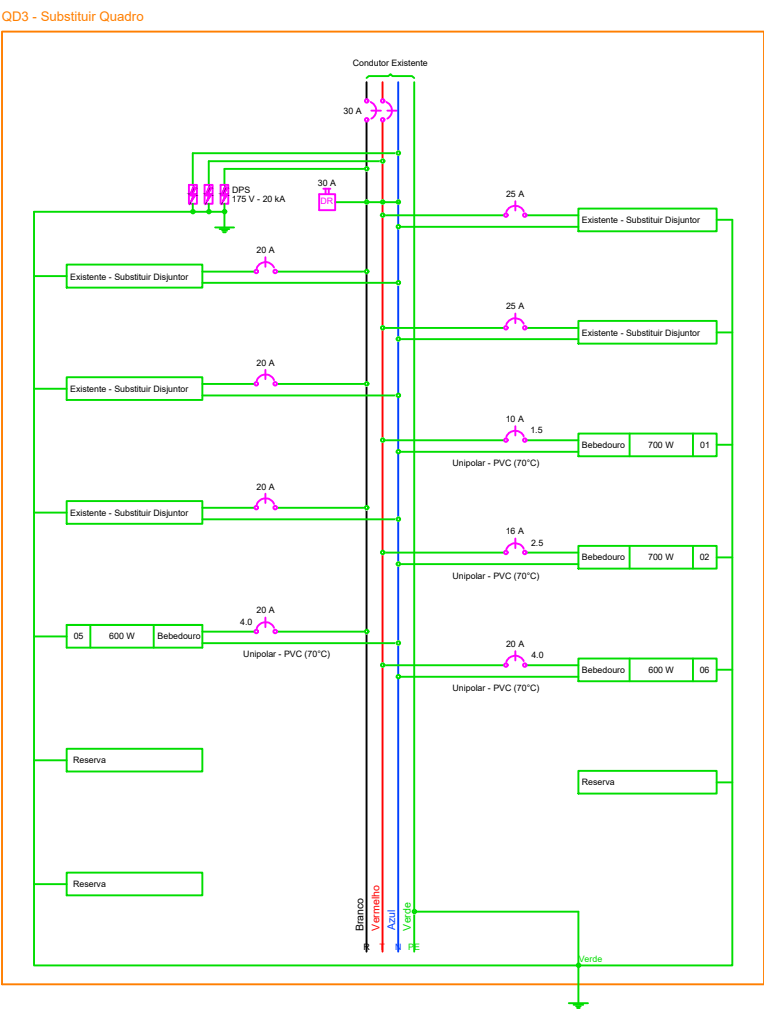 QD3 - Substituir Quadro
Condutor Existente
30 A
DPS
175 V - 20 kA
30 A
DR
25 A
Existente - Substituir Disjuntor
20 A
Existente - Substituir Disjuntor
25 A
Existente - Substituir Disjuntor
20 A
Existente - Substituir Disjuntor
10 A
1.5
Bebedouro 700 W 01
Unipolar - PVC (70°C)
20 A
Existente - Substituir Disjuntor
16 A
2.5
Bebedouro 700 W 02
Unipolar - PVC (70°C)
20 A
4.0
05 600 W Bebedouro
Unipolar - PVC (70°C)
20 A
4.0
Bebedouro 600 W 06
Unipolar - PVC (70°C)
Reserva
Reserva
Reserva
Branco
Vermelho
Azul
Verde
R T N PE
Verde